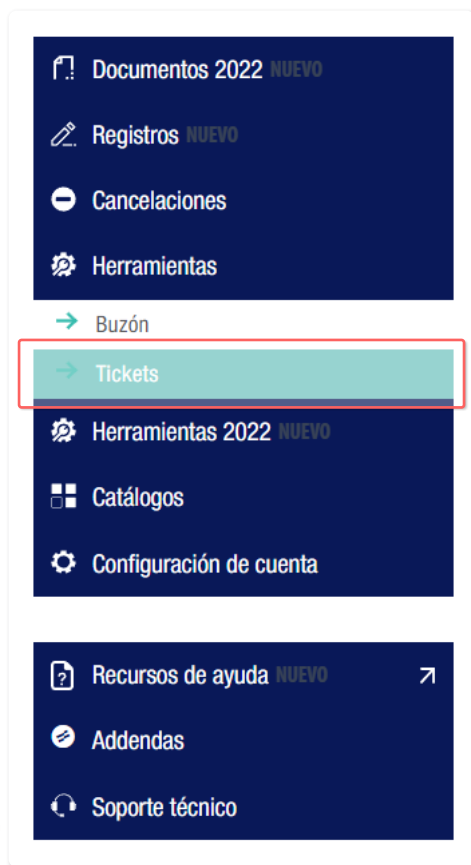 Documentos 2022 NUEVO
Registros NUEVO
Cancelaciones
Herramientas
Buzón
Tickets
Herramientas 2022 NUEVO
Catálogos
Configuración de cuenta
Recursos de ayuda NUEVO
Addendas
Soporte técnico